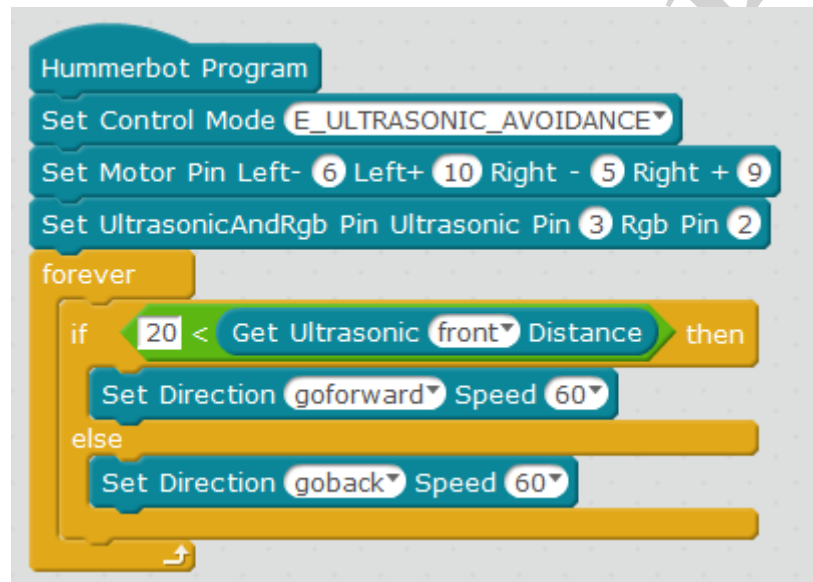 Hummerbot Program
Set Control Mode E_ULTRASONIC_AVOIDANCE
Set Motor Pin Left- 6 Left+ 10 Right - 5 Right + 9
Set UltrasonicAndRgb Pin Ultrasonic Pin 3 Rgb Pin 2
forever
if 20 < Get Ultrasonic front Distance then
Set Direction goforward Speed 60
else
Set Direction goback Speed 60